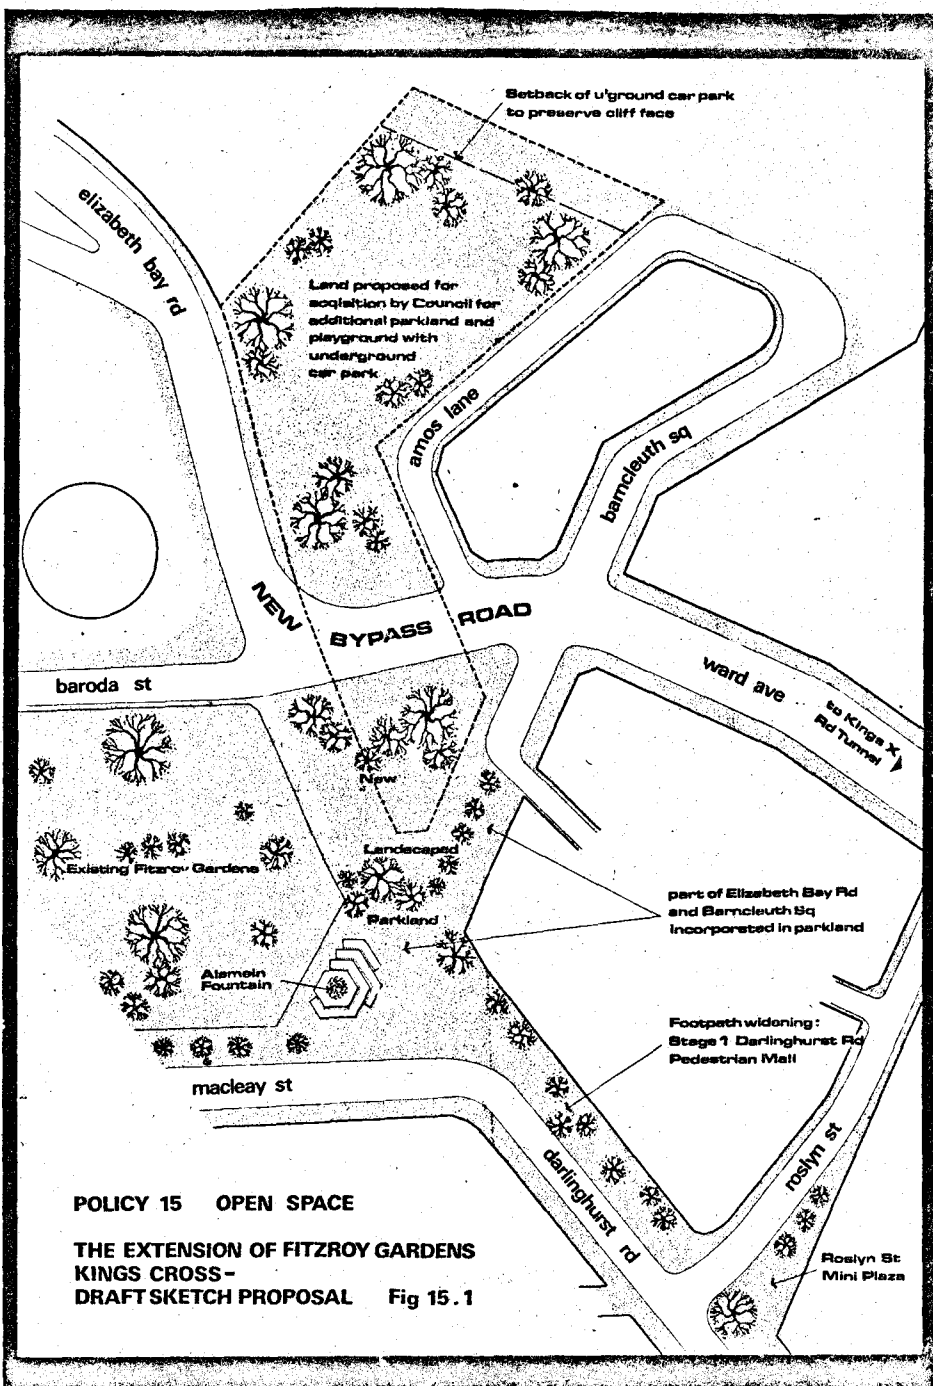 Setback of u'ground car park
to preserve cliff face
elizabeth bay rd
Land proposed for
acqisition by Council for
additional parkland and
playground with
underground
car park
amos lane
barncleuth sq
NEW BYPASS ROAD
baroda st
ward ave
to Kings X
Rd Tunnel
New
Landscaped
Parkland
Existing Fitzroy Gardens
part of Elizabeth Bay Rd
and Barncleuth Sq
incorporated in parkland
Alamein
Fountain
Footpath widening:
Stage 1 Darlinghurst Rd
Pedestrian Mall
macleay st
darlinghurst rd
roslyn st
Roslyn St
Mini Plaza
POLICY 15 OPEN SPACE
THE EXTENSION OF FITZROY GARDENS
KINGS CROSS-
DRAFT SKETCH PROPOSAL Fig 15.1